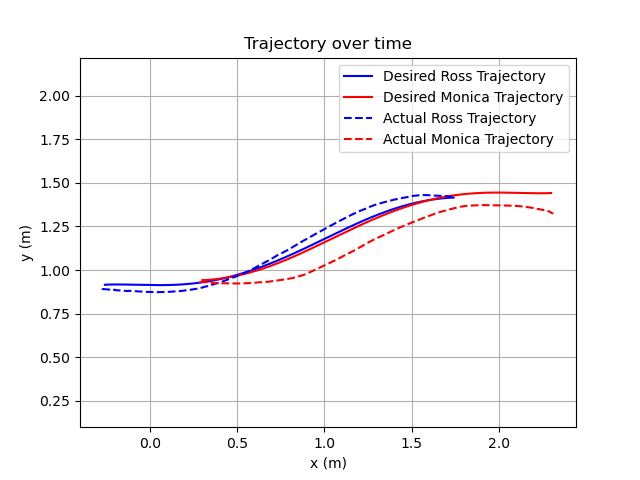 Trajectory over time
Desired Ross Trajectory
Desired Monica Trajectory
Actual Ross Trajectory
Actual Monica Trajectory
2.00
1.75
1.50
1.25
1.00
0.75
0.50
0.25
y (m)
0.0 0.5 1.0 1.5 2.0
x (m)